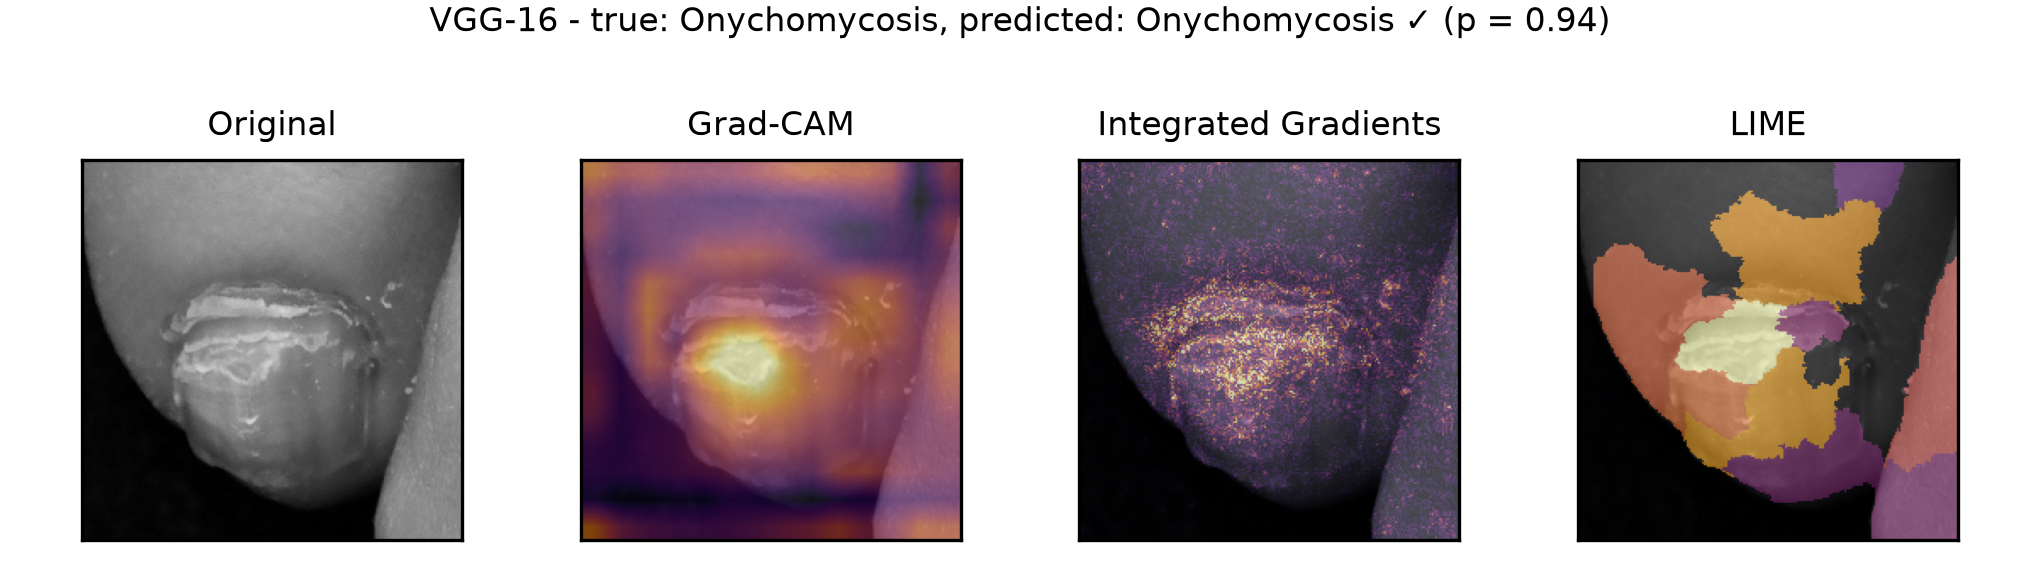 VGG-16 - true: Onychomycosis, predicted: Onychomycosis ✓ (p = 0.94)
Original
Grad-CAM
Integrated Gradients
LIME